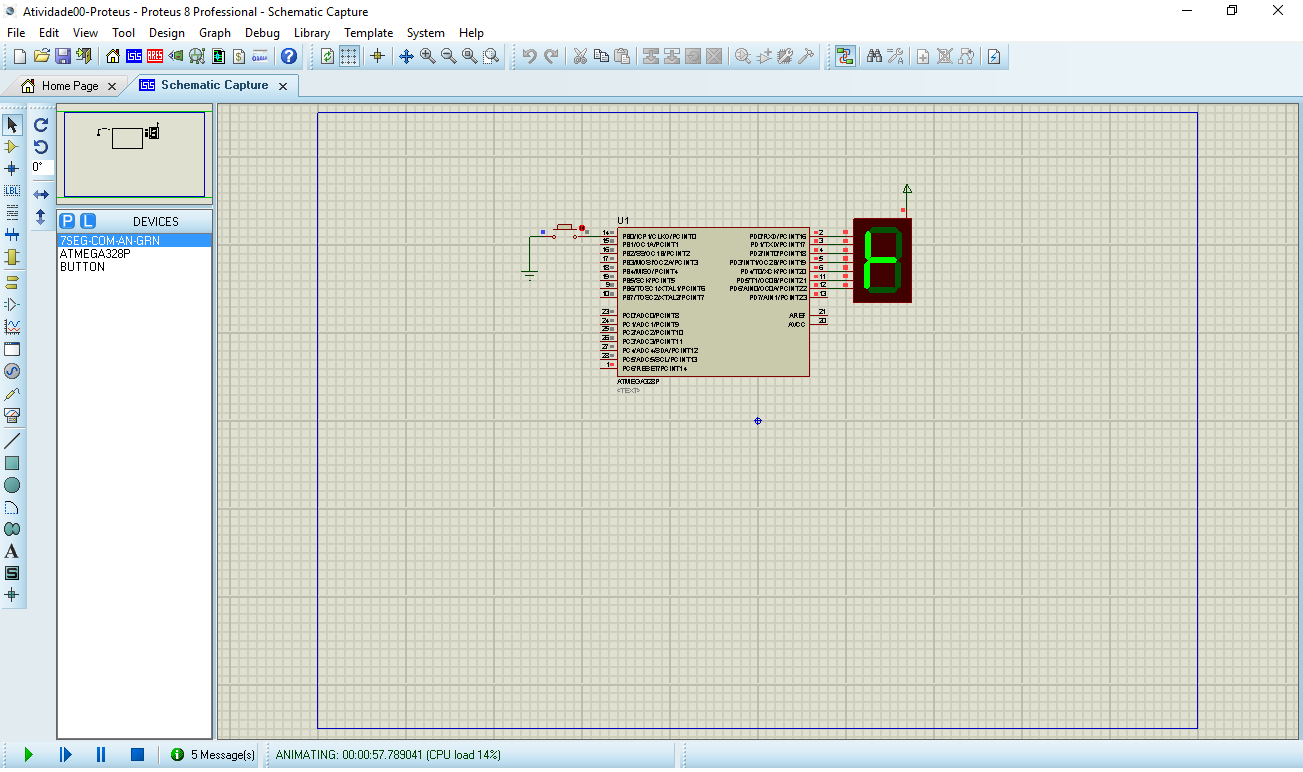 Atividade00-Proteus - Proteus 8 Professional - Schematic Capture
File Edit View Tool Design Graph Debug Library Template System Help
Home Page
Schematic Capture
LBL
0°
P L DEVICES
7SEG-COM-AN-GRN
ATMEGA328P
BUTTON
U1
14 PB0/ICP1/CLKO/PCINT0 PD0/RXD/PCINT16 2
15 PB1/OC1A/PCINT1 PD1/TXD/PCINT17 3
16 PB2/SS/OC1B/PCINT2 PD2/INT0/PCINT18 4
17 PB3/MOSI/OC2A/PCINT3 PD3/INT1/OC2B/PCINT19 5
18 PB4/MISO/PCINT4 PD4/T0/XCK/PCINT20 6
19 PB5/SCK/PCINT5 PD5/T1/OC0B/PCINT21 11
9 PB6/TOSC1/XTAL1/PCINT6 PD6/AIN0/OC0A/PCINT22 12
10 PB7/TOSC2/XTAL2/PCINT7 PD7/AIN1/PCINT23 13
23 PC0/ADC0/PCINT8 AREF 21
24 PC1/ADC1/PCINT9 AVCC 20
25 PC2/ADC2/PCINT10
26 PC3/ADC3/PCINT11
27 PC4/ADC4/SDA/PCINT12
28 PC5/ADC5/SCL/PCINT13
1 PC6/RESET/PCINT14
ATMEGA328P
<TEXT>
5 Message(s)
ANIMATING: 00:00:57.789041 (CPU load 14%)